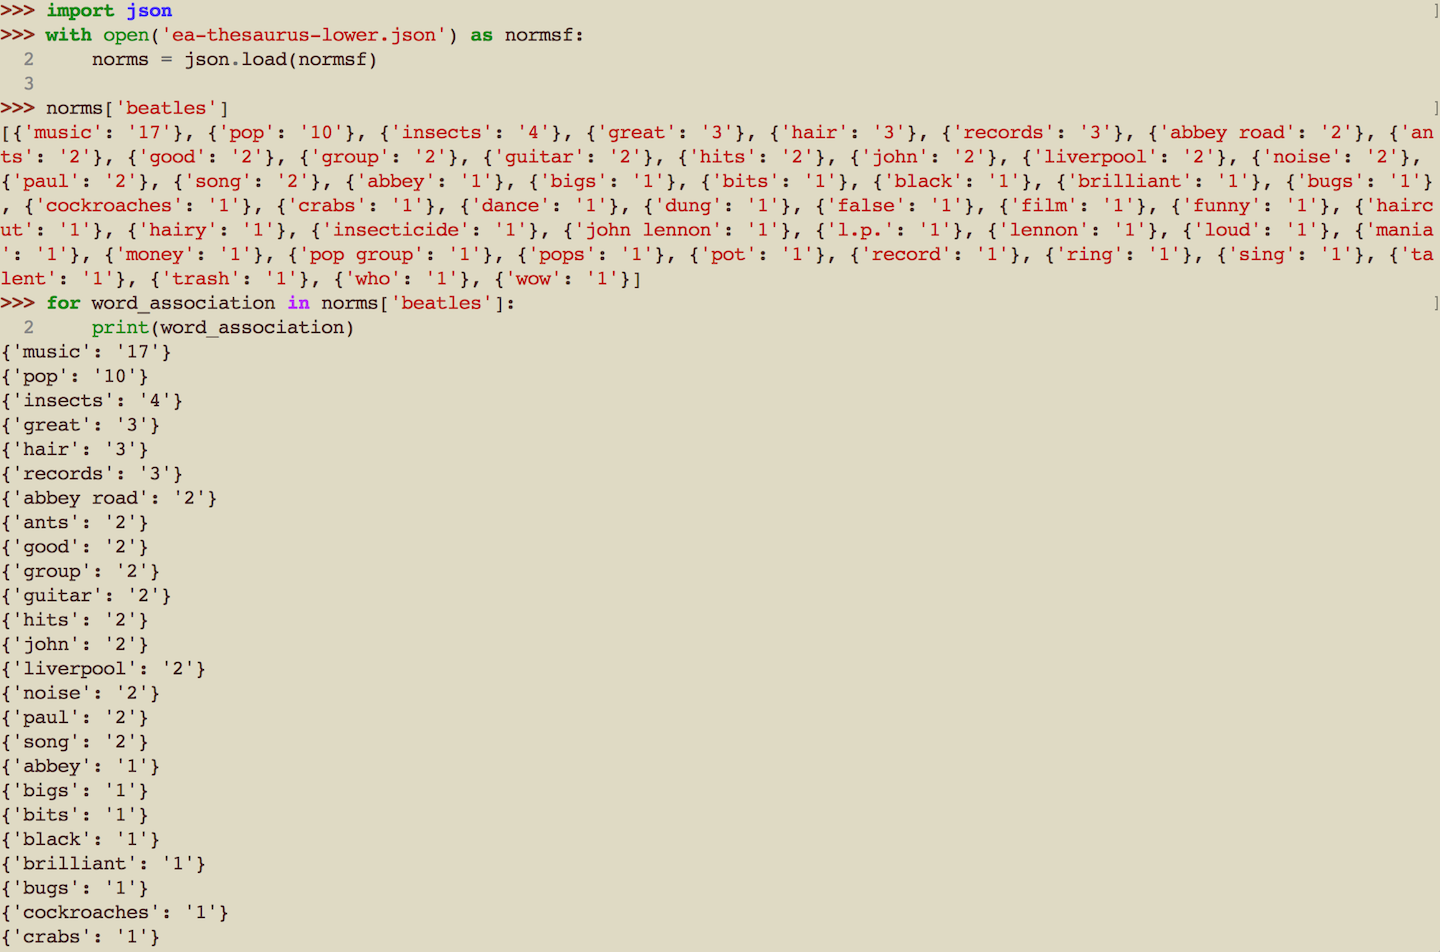 >>> import json
>>> with open('ea-thesaurus-lower.json') as normsf:
  2     norms = json.load(normsf)
  3
>>> norms['beatles']
[{'music': '17'}, {'pop': '10'}, {'insects': '4'}, {'great': '3'}, {'hair': '3'}, {'records': '3'}, {'abbey road': '2'}, {'an
ts': '2'}, {'good': '2'}, {'group': '2'}, {'guitar': '2'}, {'hits': '2'}, {'john': '2'}, {'liverpool': '2'}, {'noise': '2'},
{'paul': '2'}, {'song': '2'}, {'abbey': '1'}, {'bigs': '1'}, {'bits': '1'}, {'black': '1'}, {'brilliant': '1'}, {'bugs': '1'}
, {'cockroaches': '1'}, {'crabs': '1'}, {'dance': '1'}, {'dung': '1'}, {'false': '1'}, {'film': '1'}, {'funny': '1'}, {'hairc
ut': '1'}, {'hairy': '1'}, {'insecticide': '1'}, {'john lennon': '1'}, {'l.p.': '1'}, {'lennon': '1'}, {'loud': '1'}, {'mania
': '1'}, {'money': '1'}, {'pop group': '1'}, {'pops': '1'}, {'pot': '1'}, {'record': '1'}, {'ring': '1'}, {'sing': '1'}, {'ta
lent': '1'}, {'trash': '1'}, {'who': '1'}, {'wow': '1'}]
>>> for word_association in norms['beatles']:
  2     print(word_association)
{'music': '17'}
{'pop': '10'}
{'insects': '4'}
{'great': '3'}
{'hair': '3'}
{'records': '3'}
{'abbey road': '2'}
{'ants': '2'}
{'good': '2'}
{'group': '2'}
{'guitar': '2'}
{'hits': '2'}
{'john': '2'}
{'liverpool': '2'}
{'noise': '2'}
{'paul': '2'}
{'song': '2'}
{'abbey': '1'}
{'bigs': '1'}
{'bits': '1'}
{'black': '1'}
{'brilliant': '1'}
{'bugs': '1'}
{'cockroaches': '1'}
{'crabs': '1'}